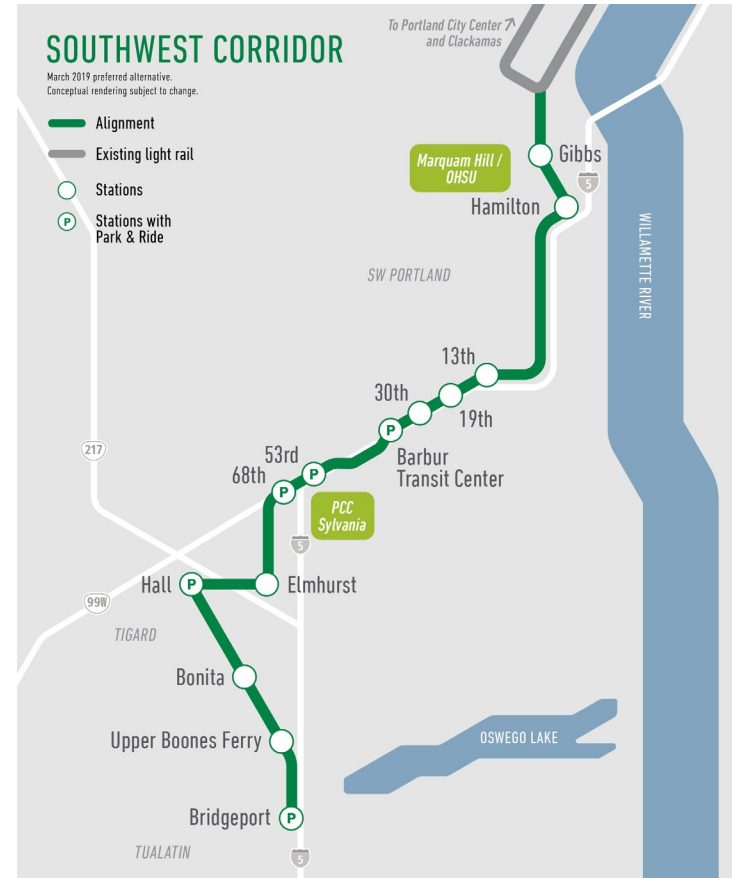 SOUTHWEST CORRIDOR
March 2019 preferred alternative.
Conceptual rendering subject to change.
Alignment
Existing light rail
Stations
P
Stations with
Park & Ride
To Portland City Center
and Clackamas
Marquam Hill /
OHSU
Gibbs
5
Hamilton
WILLAMETTE RIVER
SW PORTLAND
13th
30th
19th
P
Barbur
Transit Center
217
53rd
P
68th
P
PCC
Sylvania
5
Hall
P
Elmhurst
99W
TIGARD
Bonita
Upper Boones Ferry
OSWEGO LAKE
Bridgeport
P
TUALATIN
5